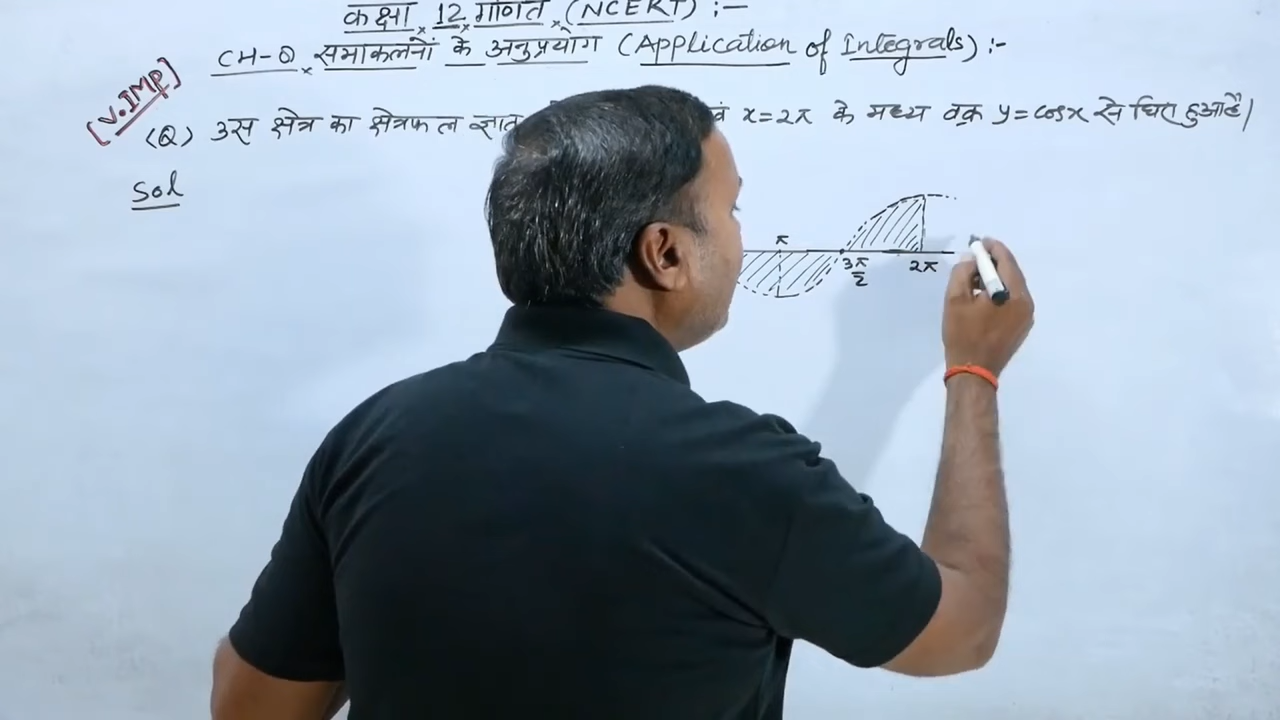 कक्षा 12 गणित (NCERT) :-
CH-8 समाकलनों के अनुप्रयोग (Application of Integrals) :-
[V.IMP]
(Q) उस क्षेत्र का क्षेत्रफल ज्ञात x=2π के मध्य वक्र y=cosx से घिरा हुआ है।
Sol
π
3π/2
2π